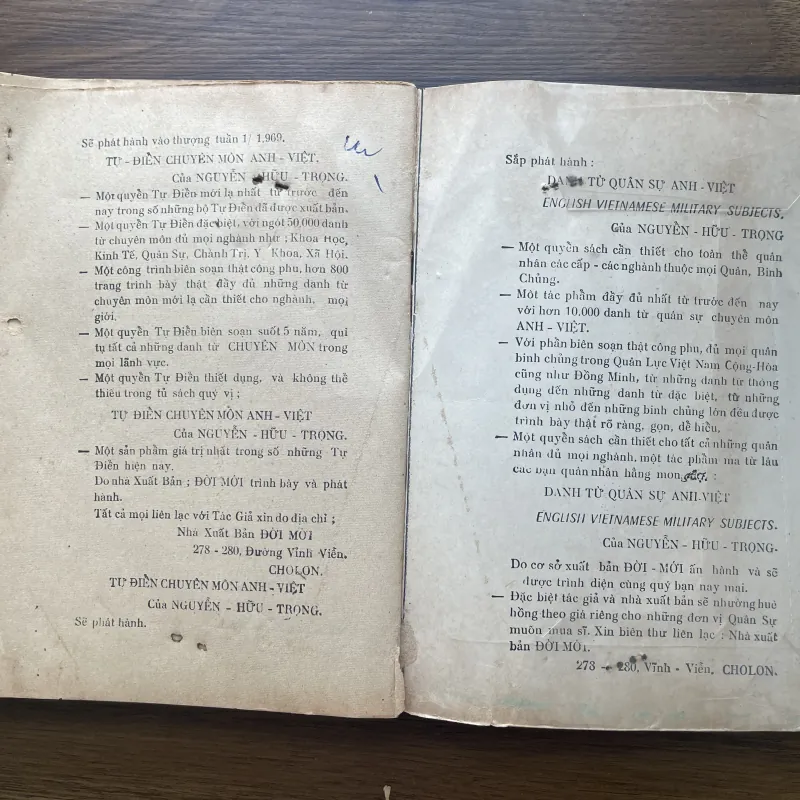 Sẽ phát hành vào thượng tuần 1/ 1.969.
TỰ - ĐIỂN CHUYÊN MÔN ANH - VIỆT.
Của NGUYỄN - HỮU - TRỌNG.
— Một quyển Tự Điển mới lạ nhất từ trước đến
nay trong số những bộ Tự Điển đã được xuất bản.
— Một quyển Tự Điển đặc biệt, với ngót 50,000 danh
từ chuyên môn đủ mọi nghành như ; Khoa Học,
Kinh Tế, Quân Sự, Chành Trị, Y Khoa, Xã Hội.
— Một công trình biên soạn thật công phu, hơn 800
trang trình bày thật đầy đủ những danh từ
chuyên môn mới lạ cần thiết cho nghành, mọi
giới.
— Một quyển Tự Điển biên soạn suốt 5 năm, qui
tụ tất cả những danh từ CHUYÊN MÔN trong
mọi lãnh vực.
— Một quyển Tự Điển thiết dụng, và không thể
thiếu trong tủ sách quý vị ;
TỰ ĐIỂN CHUYÊN MÔN ANH - VIỆT
Của NGUYỄN - HỮU - TRỌNG.
— Một sản phẩm giá trị nhất trong số những Tự
Điển hiện nay.
Do nhà Xuất Bản ; ĐỜI MỚI trình bày và phát
hành.
Tất cả mọi liên lạc với Tác Giả xin do địa chỉ ;
Nhà Xuất Bản ĐỜI MỚI
278 - 280, Đường Vĩnh Viễn.
CHOLON.
TỰ ĐIỂN CHUYÊN MÔN ANH - VIỆT
Của NGUYỄN - HỮU - TRỌNG.
Sẽ phát hành.
Sắp phát hành :
DANH TỪ QUÂN SỰ ANH - VIỆT
ENGLISH VIETNAMESE MILITARY SUBJECTS.
Của NGUYỄN - HỮU - TRỌNG
— Một quyển sách cần thiết cho toàn thể quân
nhân các cấp - các nghành thuộc mọi Quân, Binh
Chủng.
— Một tác phẩm đầy đủ nhất từ trước đến nay
với hơn 10.000 danh từ quân sự chuyên môn
ANH - VIỆT.
— Với phần biên soạn thật công phu, đủ mọi quân
binh chủng trong Quân Lực Việt Nam Cộng-Hòa
cũng như Đồng Minh, từ những danh từ thông
dụng đến những danh từ đặc biệt, từ những
đơn vị nhỏ đến những binh chủng lớn đều được
trình bày thật rõ ràng, gọn, dễ hiểu.
— Một quyển sách cần thiết cho tất cả những quân
nhân đủ mọi nghành, một tác phẩm mà từ lâu
các bạn quân nhân hằng mong
DANH TỪ QUÂN SỰ ANH-VIỆT
ENGLISH VIETNAMESE MILITARY SUBJECTS.
Của NGUYỄN - HỮU - TRỌNG-
Do cơ sở xuất bản ĐỜI - MỚI ấn hành và sẽ
được trình diện cùng quý bạn nay mai.
— Đặc biệt tác giả và nhà xuất bản sẽ nhường huê
hồng theo giá riêng cho những đơn vị Quân Sự
muôn mua sĩ. Xin biên thư liên lạc : Nhà xuất
bản ĐỜI MỚI.
278 - 280, Vĩnh - Viễn, CHOLON.